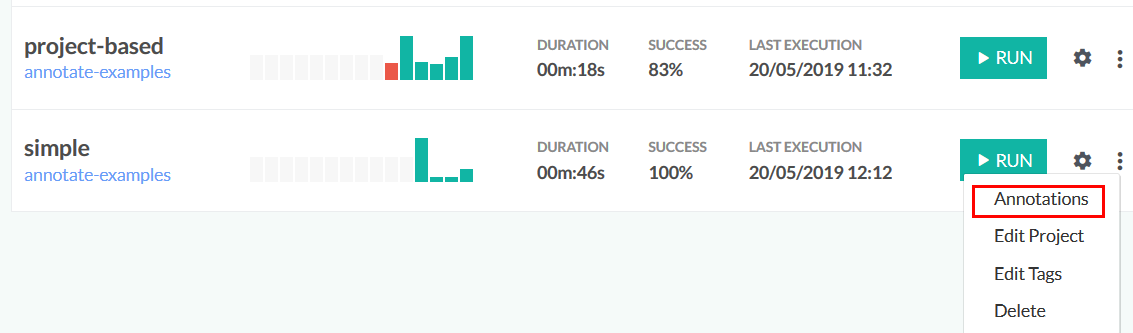 project-based
annotate-examples
DURATION
00m:18s
SUCCESS
83%
LAST EXECUTION
20/05/2019 11:32
RUN
simple
annotate-examples
DURATION
00m:46s
SUCCESS
100%
LAST EXECUTION
20/05/2019 12:12
RUN
Annotations
Edit Project
Edit Tags
Delete